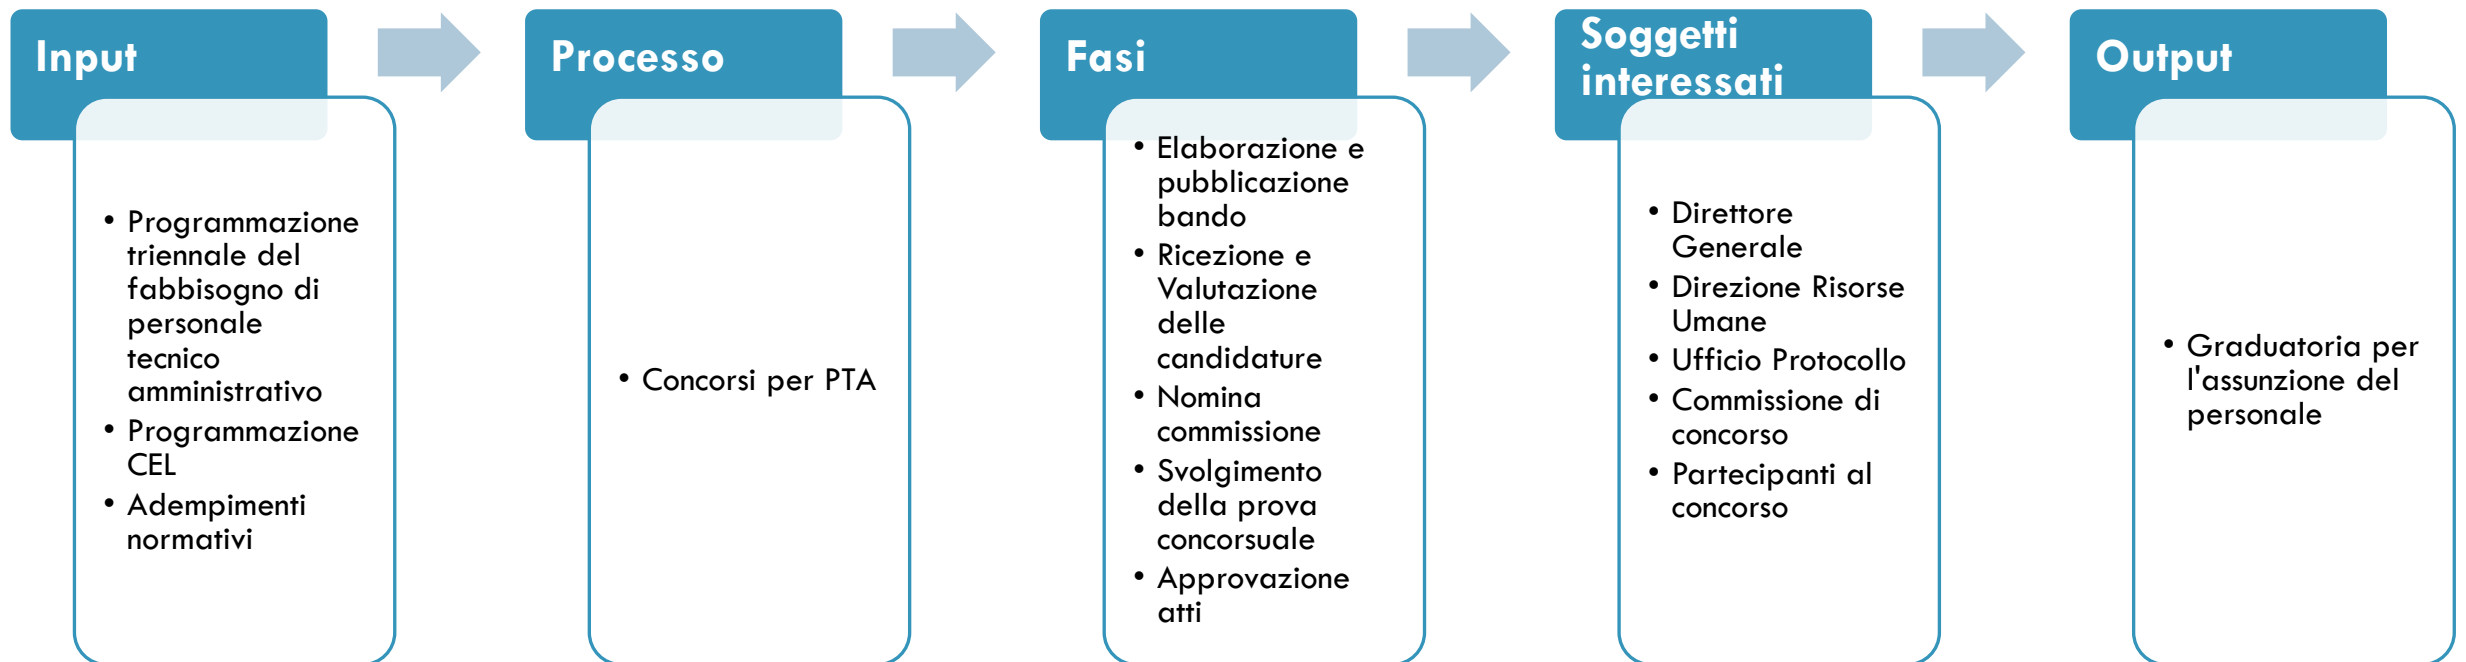 Input
• Programmazione
triennale del
fabbisogno di
personale
tecnico
amministrativo
• Programmazione
CEL
• Adempimenti
normativi
Processo
• Concorsi per PTA
Fasi
• Elaborazione e
pubblicazione
bando
• Ricezione e
Valutazione
delle
candidature
• Nomina
commissione
• Svolgimento
della prova
concorsuale
• Approvazione
atti
Soggetti
interessati
• Direttore
Generale
• Direzione Risorse
Umane
• Ufficio Protocollo
• Commissione di
concorso
• Partecipanti al
concorso
Output
• Graduatoria per
l'assunzione del
personale